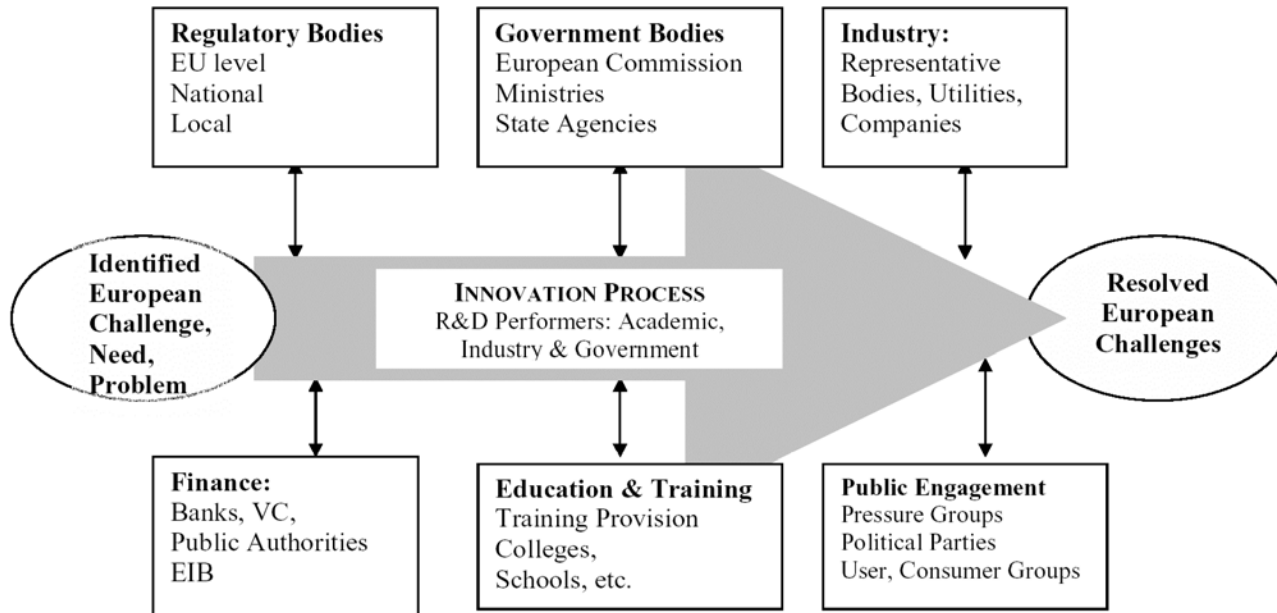 Regulatory Bodies
EU level
National
Local
Government Bodies
European Commission
Ministries
State Agencies
Industry:
Representative
Bodies, Utilities,
Companies
Identified
European
Challenge,
Need,
Problem
INNOVATION PROCESS
R&D Performers: Academic,
Industry & Government
Resolved
European
Challenges
Finance:
Banks, VC,
Public Authorities
EIB
Education & Training
Training Provision
Colleges,
Schools, etc.
Public Engagement
Pressure Groups
Political Parties
User, Consumer Groups